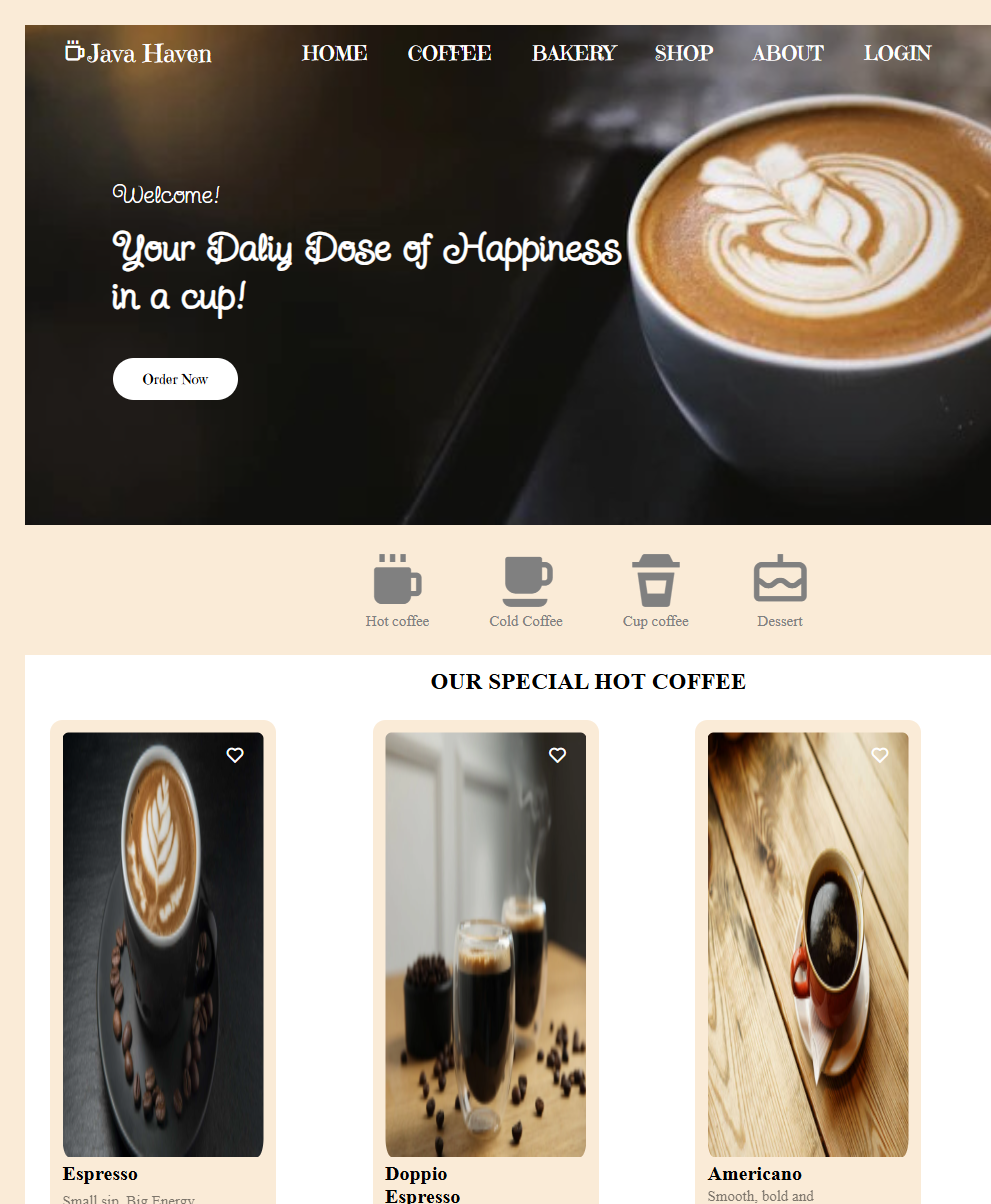 Java Haven
HOME COFFEE BAKERY SHOP ABOUT LOGIN
Welcome!
Your Daliy Dose of Happiness
in a cup!
Order Now
Hot coffee Cold Coffee Cup coffee Dessert
OUR SPECIAL HOT COFFEE
Espresso
Small sip, Big Energy
Doppio
Espresso
Americano
Smooth, bold and